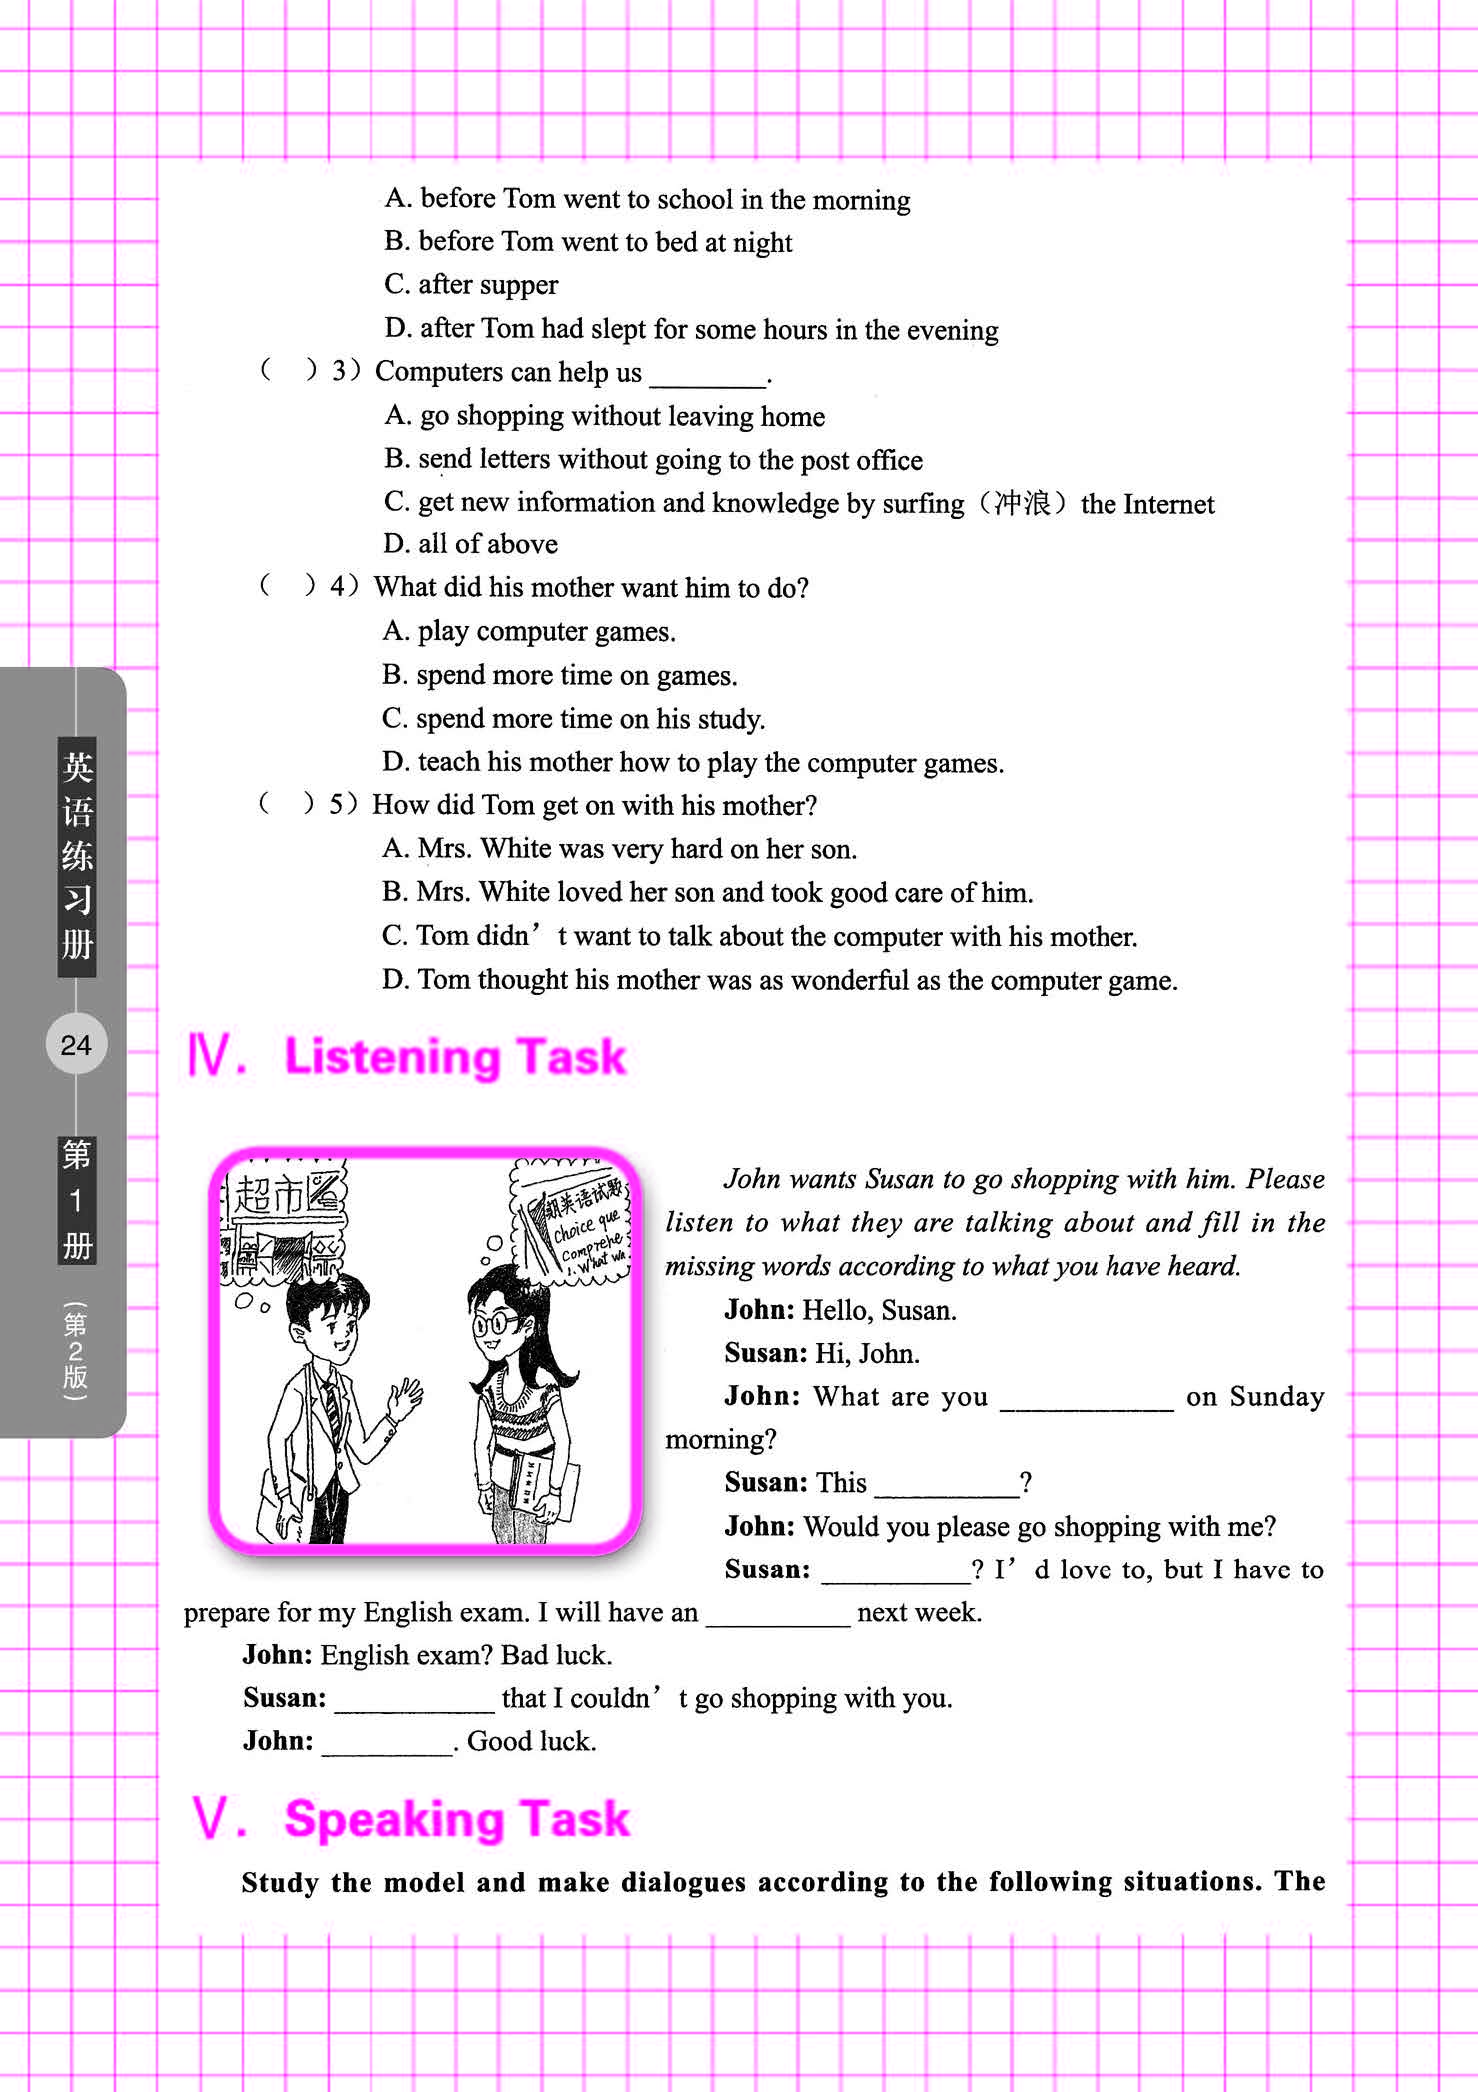 A. before Tom went to school in the morning
B. before Tom went to bed at night
C. after supper
D. after Tom had slept for some hours in the evening
（　）3）Computers can help us ________.
A. go shopping without leaving home
B. send letters without going to the post office
C. get new information and knowledge by surfing（冲浪）the Internet
D. all of above
（　）4）What did his mother want him to do?
A. play computer games.
B. spend more time on games.
C. spend more time on his study.
D. teach his mother how to play the computer games.
（　）5）How did Tom get on with his mother?
A. Mrs. White was very hard on her son.
B. Mrs. White loved her son and took good care of him.
C. Tom didn’t want to talk about the computer with his mother.
D. Tom thought his mother was as wonderful as the computer game.
英语练习册
24
第1册
（第2版）
Ⅳ. Listening Task
超市
期英语试题
choice que
Comprehe
1. What wa
John wants Susan to go shopping with him. Please
listen to what they are talking about and fill in the
missing words according to what you have heard.
John: Hello, Susan.
Susan: Hi, John.
John: What are you ____________ on Sunday
morning?
Susan: This __________?
John: Would you please go shopping with me?
Susan: __________? I’d love to, but I have to
prepare for my English exam. I will have an __________ next week.
John: English exam? Bad luck.
Susan: ___________ that I couldn’t go shopping with you.
John: _________. Good luck.
Ⅴ. Speaking Task
Study the model and make dialogues according to the following situations. The